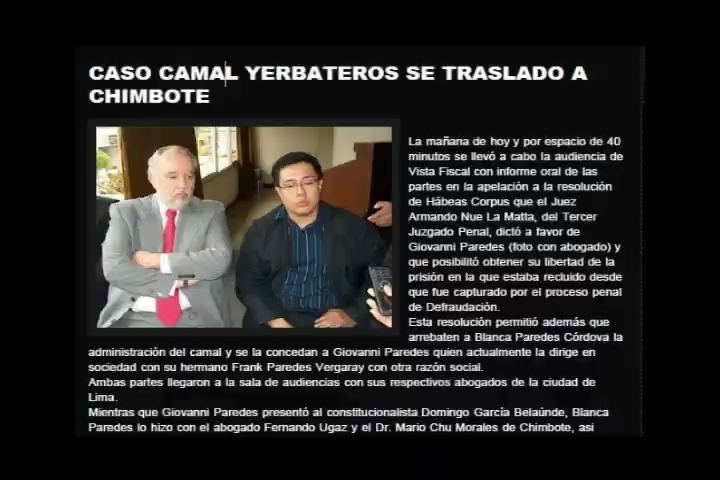 CASO CAMAL YERBATEROS SE TRASLADO A
CHIMBOTE
La mañana de hoy y por espacio de 40
minutos se llevó a cabo la audiencia de
Vista Fiscal con informe oral de las
partes en la apelación a la resolución
de Hábeas Corpus que el Juez
Armando Nue La Matta, del Tercer
Juzgado Penal, dictó a favor de
Giovanni Paredes (foto con abogado) y
que posibilitó obtener su libertad de la
prisión en la que estaba recluido desde
que fue capturado por el proceso penal
de Defraudación.
Esta resolución permitió además que
arrebaten a Blanca Paredes Córdova la
administración del camal y se la concedan a Giovanni Paredes quien actualmente la dirige en
sociedad con su hermano Frank Paredes Vergaray con otra razón social.
Ambas partes llegaron a la sala de audiencias con sus respectivos abogados de la ciudad de
Lima.
Mientras que Giovanni Paredes presentó al constitucionalista Domingo García Belaúnde, Blanca
Paredes lo hizo con el abogado Fernando Ugaz y el Dr. Mario Chu Morales de Chimbote, asi